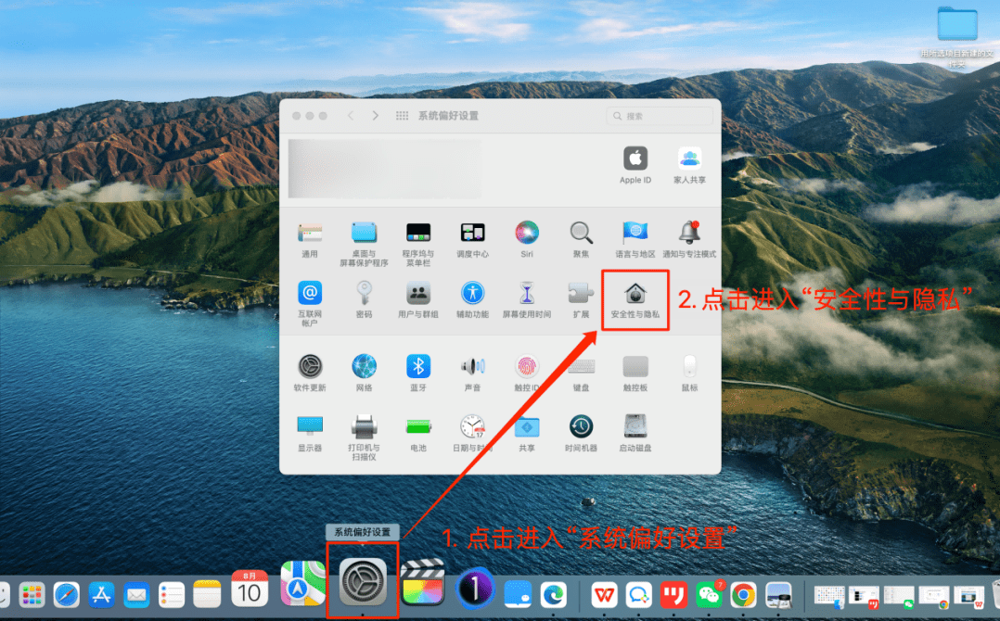 用所选项目新建的文
件夹
系统偏好设置
搜索
Apple ID
家人共享
通用
桌面与
屏幕保护程序
程序坞与
菜单栏
调度中心
Siri
聚焦
语言与地区
通知与专注模式
互联网
帐户
密码
用户与群组
辅助功能
屏幕使用时间
扩展
安全性与隐私
2. 点击进入“安全性与隐私”
软件更新
网络
蓝牙
声音
触控ID
键盘
触控板
鼠标
显示器
打印机与
扫描仪
电池
17
日期与时间
共享
时间机器
启动磁盘
系统偏好设置
1. 点击进入“系统偏好设置”
8月
10
1
7